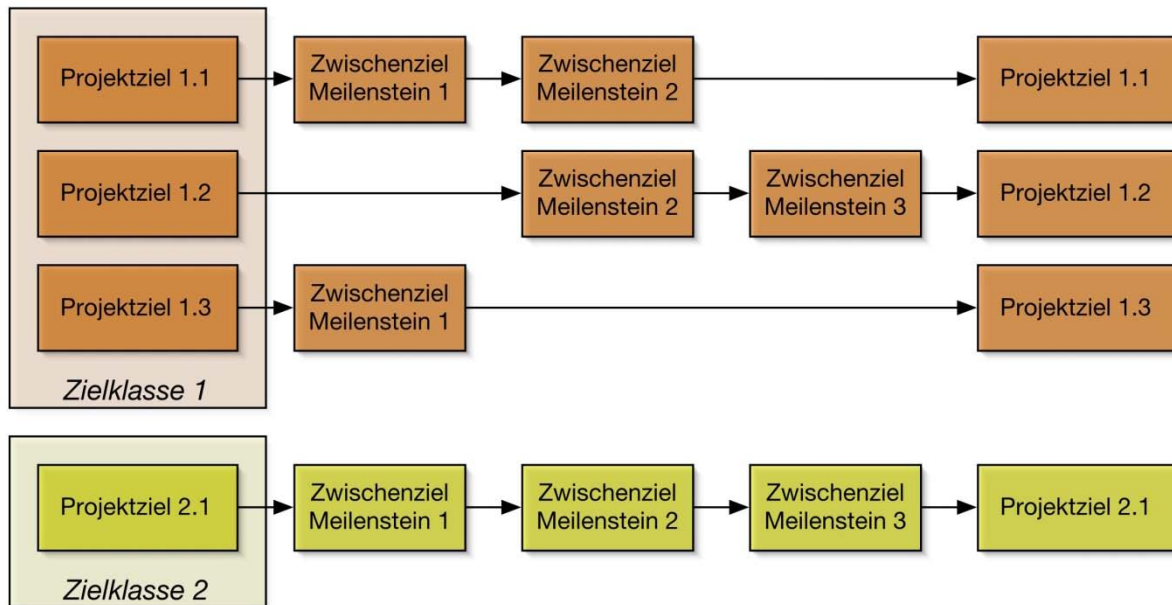 Projektziel 1.1
Zwischenziel
Meilenstein 1
Zwischenziel
Meilenstein 2
Projektziel 1.1
Projektziel 1.2
Zwischenziel
Meilenstein 2
Zwischenziel
Meilenstein 3
Projektziel 1.2
Projektziel 1.3
Zwischenziel
Meilenstein 1
Projektziel 1.3
Zielklasse 1
Projektziel 2.1
Zwischenziel
Meilenstein 1
Zwischenziel
Meilenstein 2
Zwischenziel
Meilenstein 3
Projektziel 2.1
Zielklasse 2